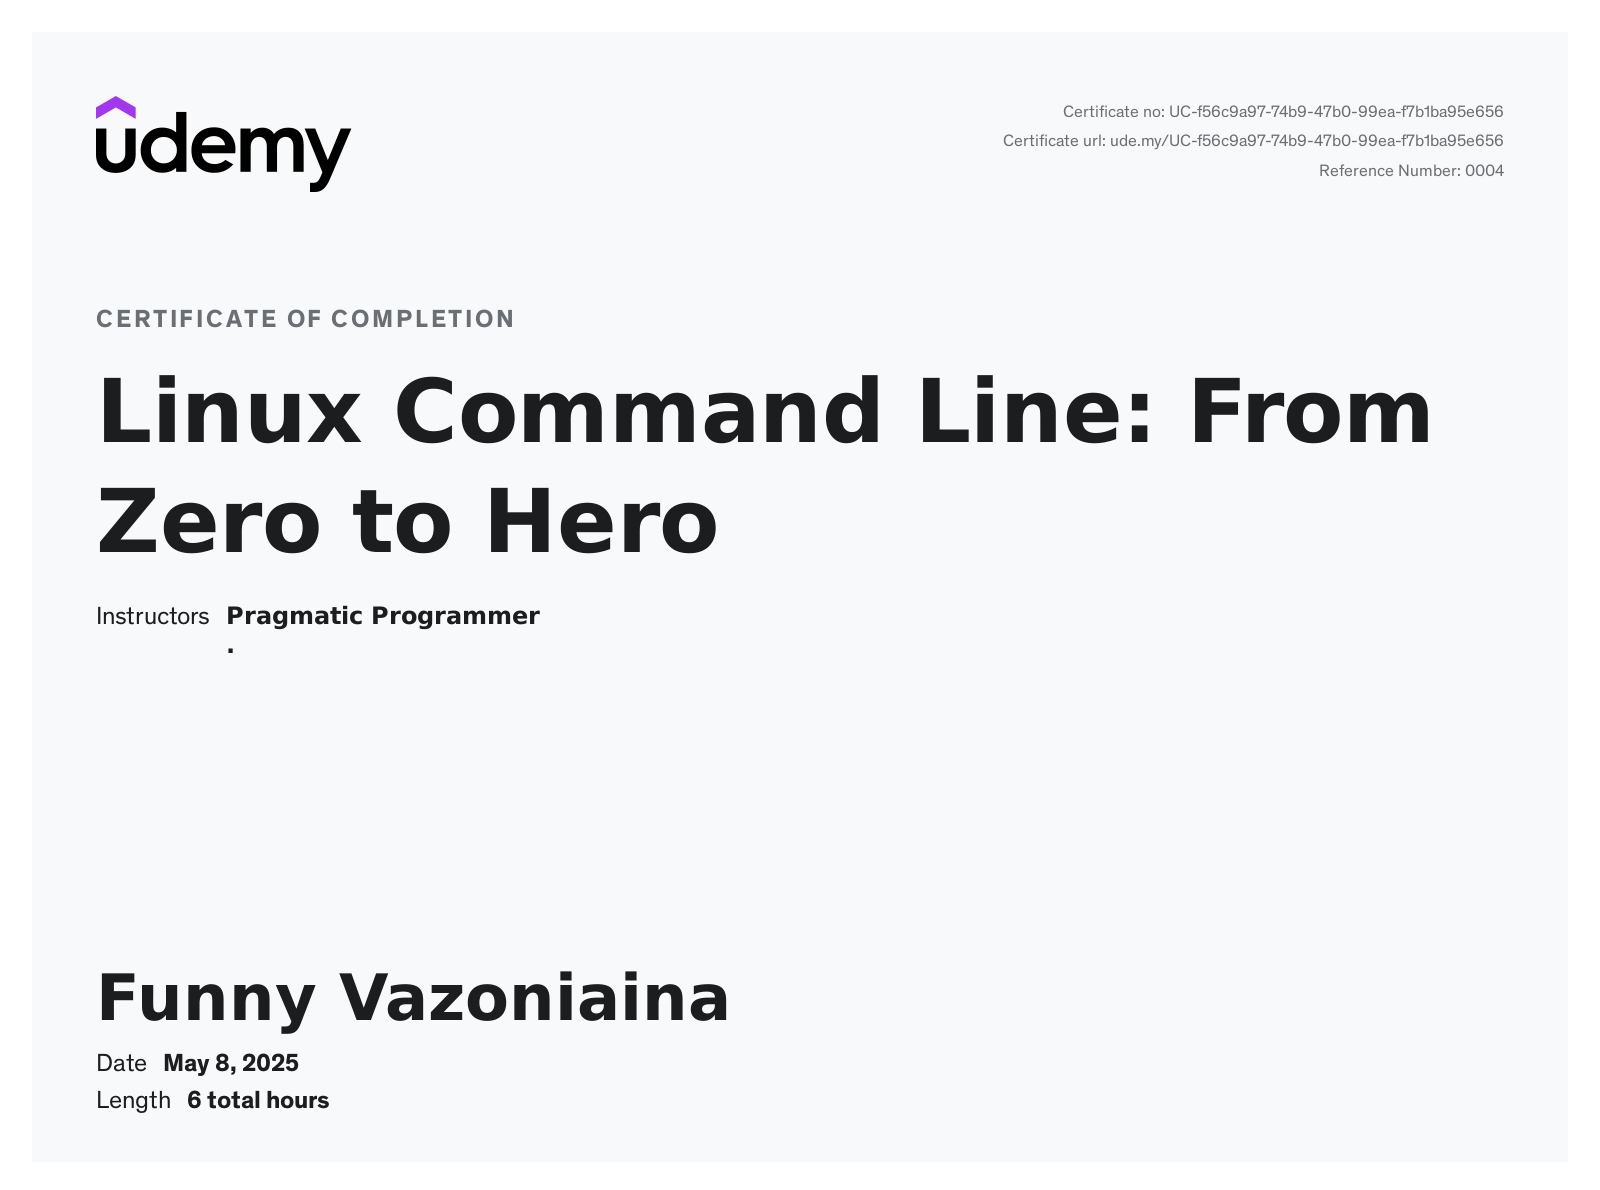 udemy
Certificate no: UC-f56c9a97-74b9-47b0-99ea-f7b1ba95e656
Certificate url: ude.my/UC-f56c9a97-74b9-47b0-99ea-f7b1ba95e656
Reference Number: 0004
CERTIFICATE OF COMPLETION
Linux Command Line: From
Zero to Hero
Instructors Pragmatic Programmer
.
Funny Vazoniaina
Date May 8, 2025
Length 6 total hours